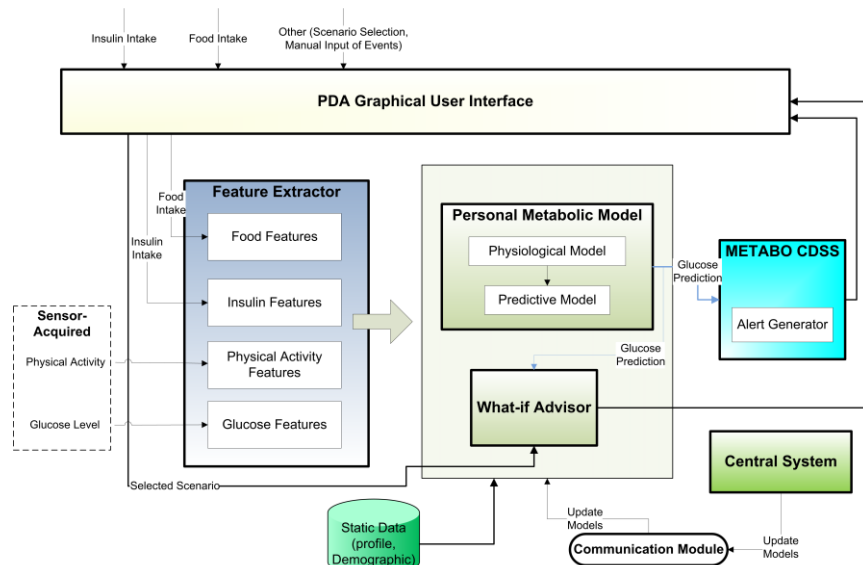 Insulin Intake
Food Intake
Other (Scenario Selection,
Manual Input of Events)
PDA Graphical User Interface
Feature Extractor
Food
Intake
Food Features
Insulin
Intake
Insulin Features
Physical Activity
Features
Glucose Features
Sensor-
Acquired
Physical Activity
Glucose Level
Personal Metabolic Model
Physiological Model
Predictive Model
Glucose
Prediction
METABO CDSS
Alert Generator
Glucose
Prediction
What-if Advisor
Central System
Selected Scenario
Static Data
(profile,
Demographic)
Update
Models
Communication Module
Update
Models